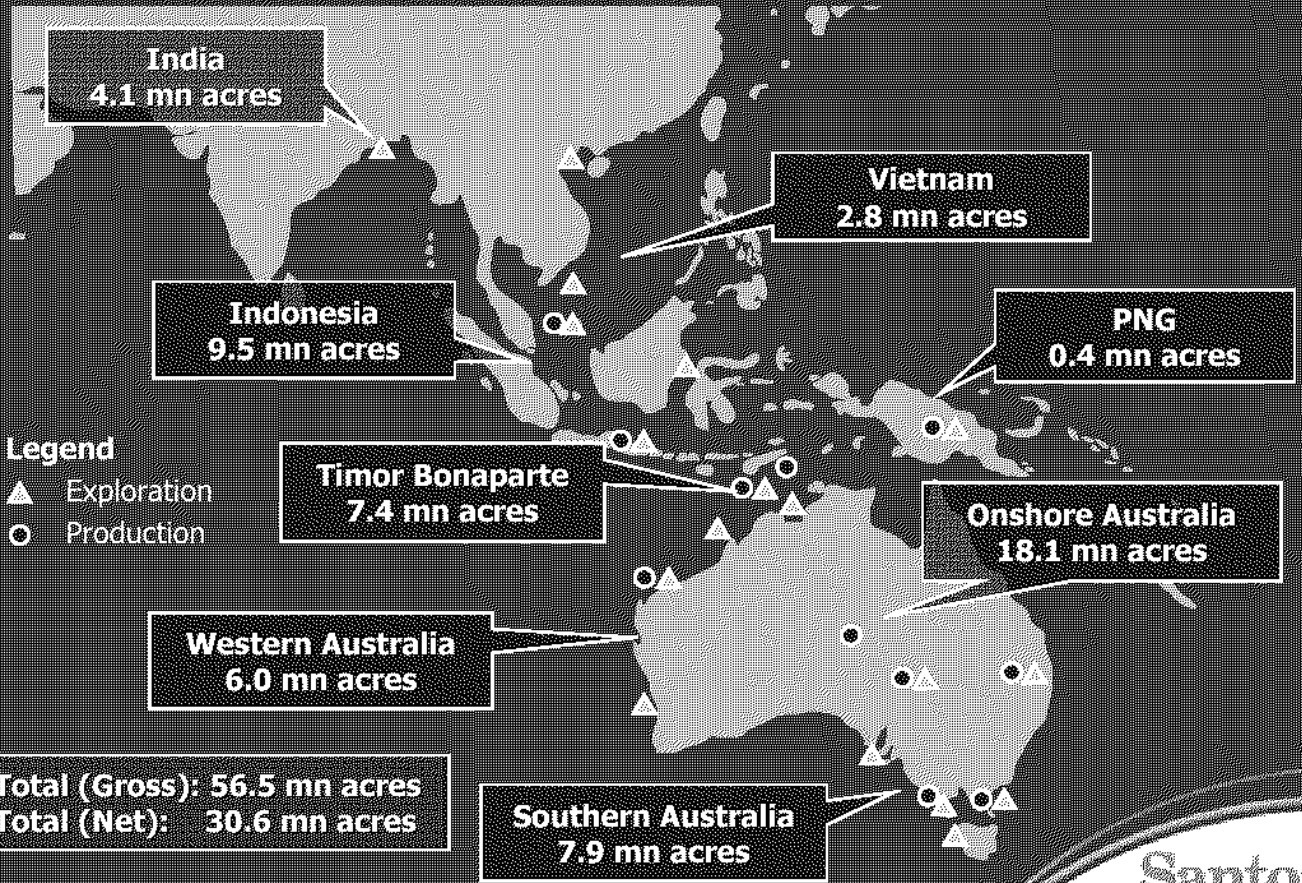 India
4.1 mn acres
Vietnam
2.8 mn acres
Indonesia
9.5 mn acres
PNG
0.4 mn acres
Legend
Exploration
Production
Timor Bonaparte
7.4 mn acres
Onshore Australia
18.1 mn acres
Western Australia
6.0 mn acres
Total (Gross): 56.5 mn acres
Total (Net): 30.6 mn acres
Southern Australia
7.9 mn acres
Santo